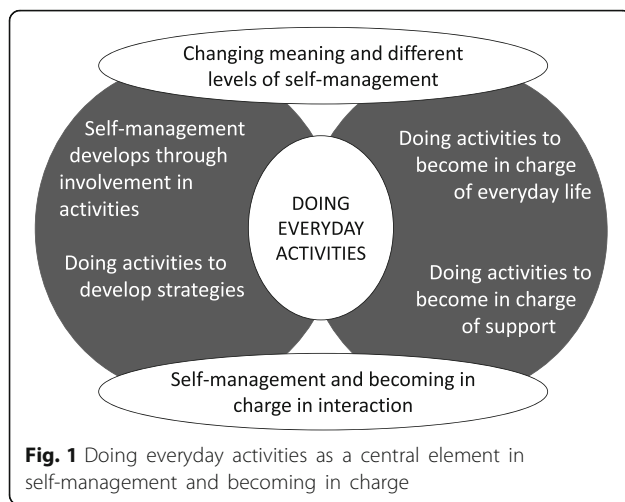 Changing meaning and different
levels of self-management
Self-management
develops through
involvement in
activities
Doing activities to
develop strategies
DOING
EVERYDAY
ACTIVITIES
Doing activities to
become in charge
of everyday life
Doing activities to
become in charge
of support
Self-management and becoming in
charge in interaction
Fig. 1 Doing everyday activities as a central element in
self-management and becoming in charge